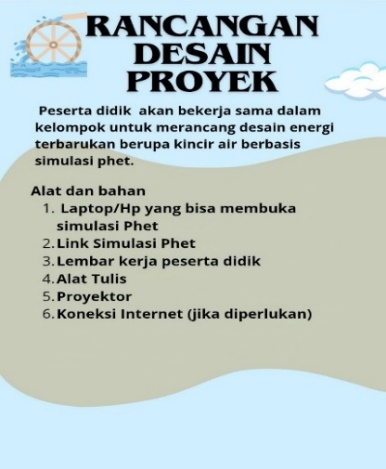 RANCANGAN
DESAIN
PROYEK
Peserta didik akan bekerja sama dalam
kelompok untuk merancang desain energi
terbarukan berupa kincir air berbasis
simulasi phet.
Alat dan bahan
1. Laptop/Hp yang bisa membuka
simulasi Phet
2. Link Simulasi Phet
3. Lembar kerja peserta didik
4. Alat Tulis
5. Proyektor
6. Koneksi Internet (jika diperlukan)